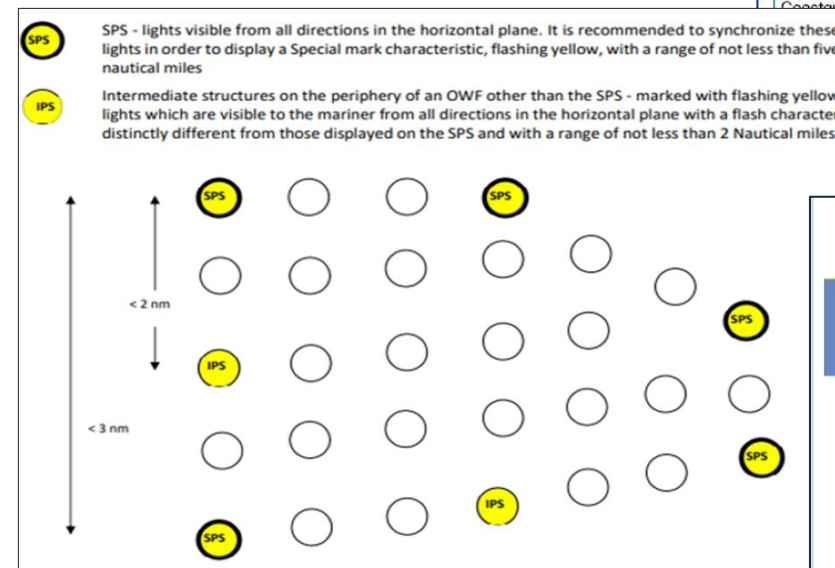 SPS
SPS - lights visible from all directions in the horizontal plane. It is recommended to synchronize these
lights in order to display a Special mark characteristic, flashing yellow, with a range of not less than five
nautical miles
IPS
Intermediate structures on the periphery of an OWF other than the SPS - marked with flashing yellow
lights which are visible to the mariner from all directions in the horizontal plane with a flash character
distinctly different from those displayed on the SPS and with a range of not less than 2 Nautical miles
SPS
SPS
< 2 nm
SPS
IPS
< 3 nm
SPS
IPS
SPS